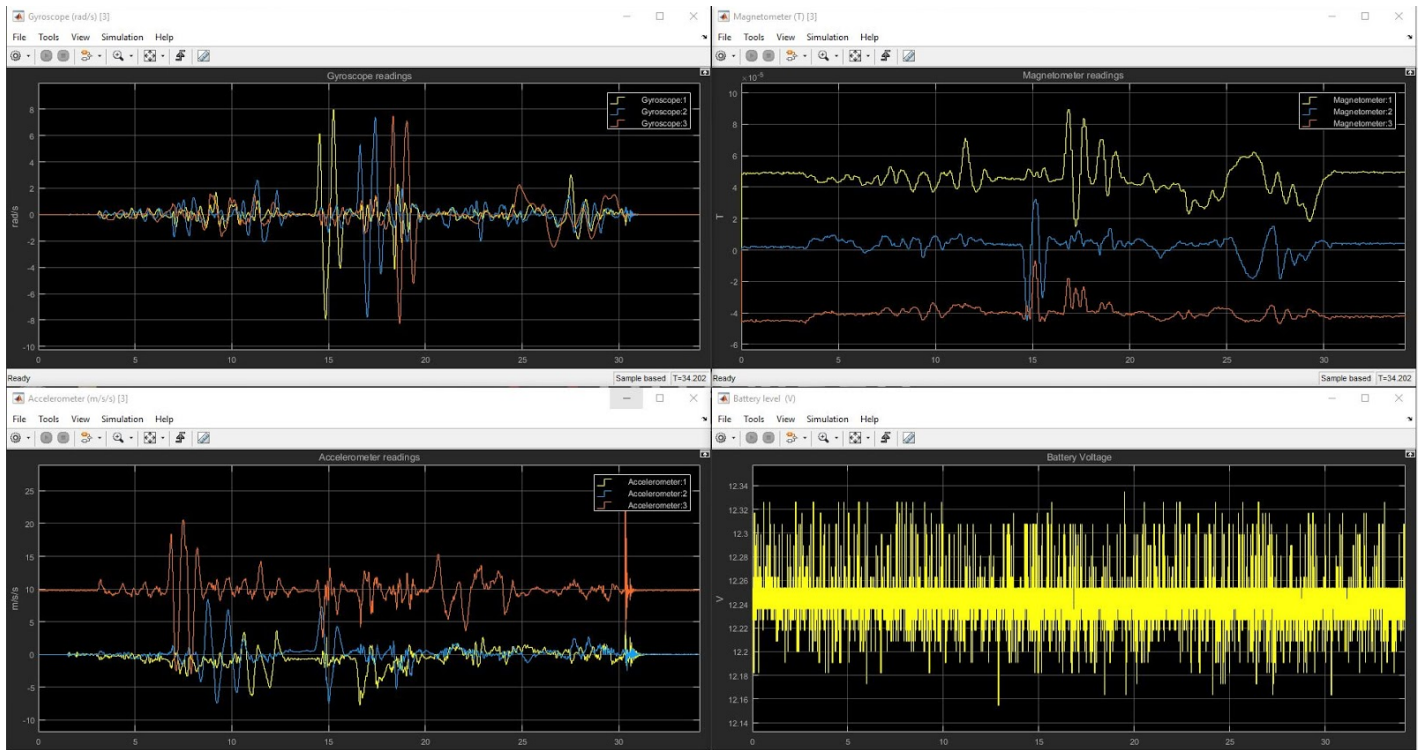 Gyroscope (rad/s) [3]
File Tools View Simulation Help
Gyroscope readings
Gyroscope:1
Gyroscope:2
Gyroscope:3
rad/s
8
6
4
2
0
-2
-4
-6
-8
-10
0 5 10 15 20 25 30
Ready Sample based T=34.202
Magnetometer (T) [3]
File Tools View Simulation Help
×10⁻⁵
Magnetometer readings
Magnetometer:1
Magnetometer:2
Magnetometer:3
T
10
8
6
4
2
0
-2
-4
-6
0 5 10 15 20 25 30
Ready Sample based T=34.202
Accelerometer (m/s/s) [3]
File Tools View Simulation Help
Accelerometer readings
Accelerometer:1
Accelerometer:2
Accelerometer:3
m/s/s
25
20
15
10
5
0
-5
-10
0 5 10 15 20 25 30
Battery level (V)
File Tools View Simulation Help
Battery Voltage
V
12.34
12.32
12.3
12.28
12.26
12.24
12.22
12.2
12.18
12.16
12.14
0 5 10 15 20 25 30